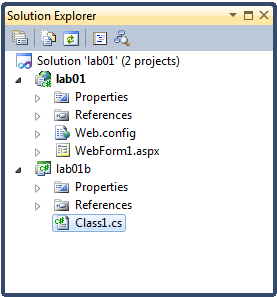 Solution Explorer
Solution 'lab01' (2 projects)
lab01
Properties
References
Web.config
WebForm1.aspx
lab01b
Properties
References
Class1.cs